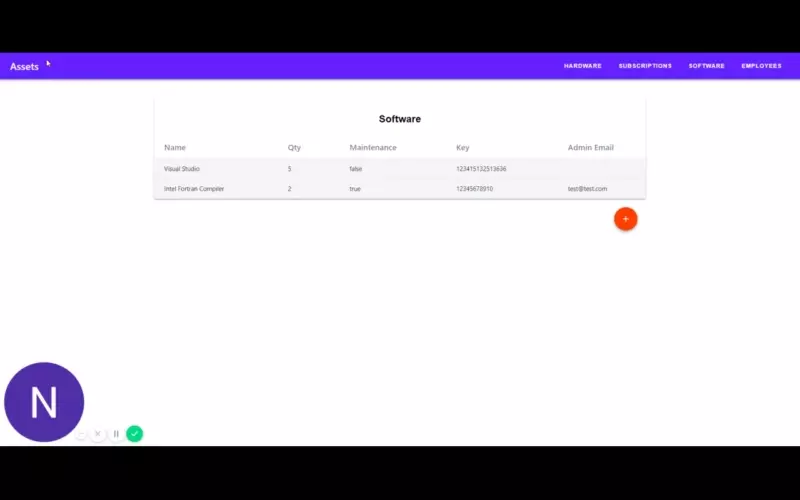 Assets HARDWARE SUBSCRIPTIONS SOFTWARE EMPLOYEES
Software
Name Qty Maintenance Key Admin Email
Visual Studio 5 false 123415132513636
Intel Fortran Compiler 2 true 12345678910 test@test.com
+
N